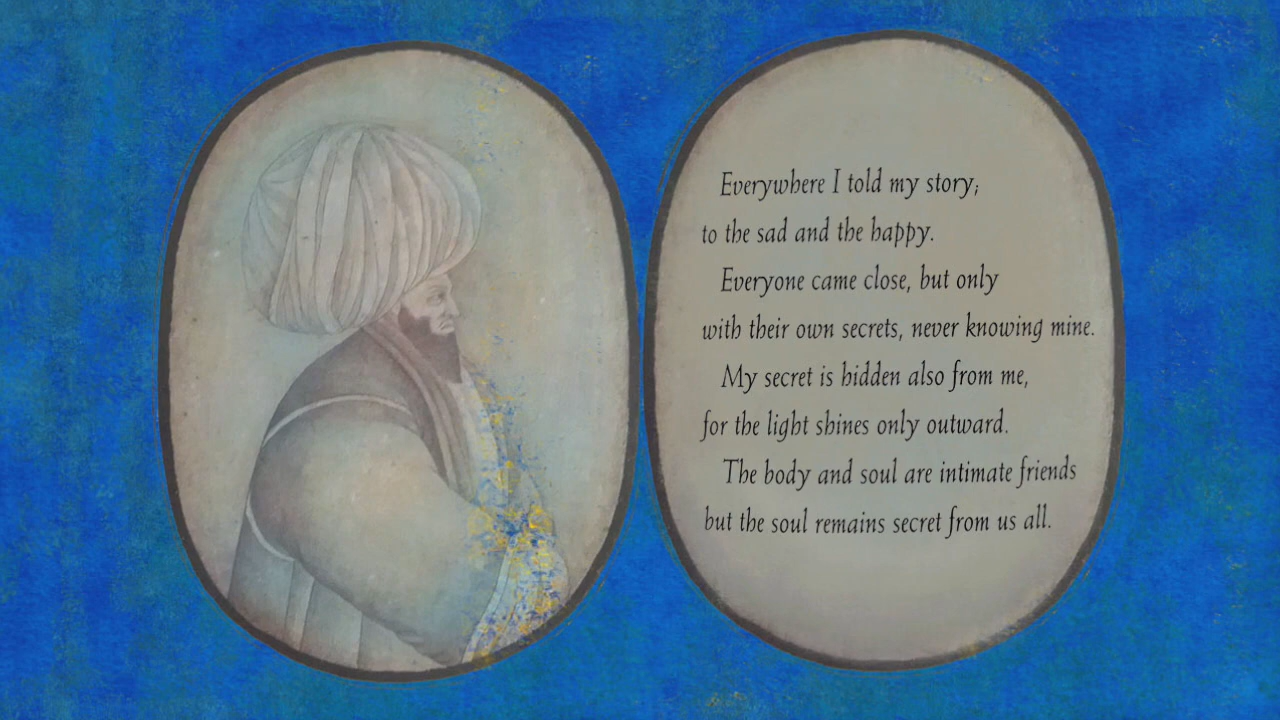 Everywhere I told my story;
to the sad and the happy.
Everyone came close, but only
with their own secrets, never knowing mine.
My secret is hidden also from me,
for the light shines only outward.
The body and soul are intimate friends
but the soul remains secret from us all.